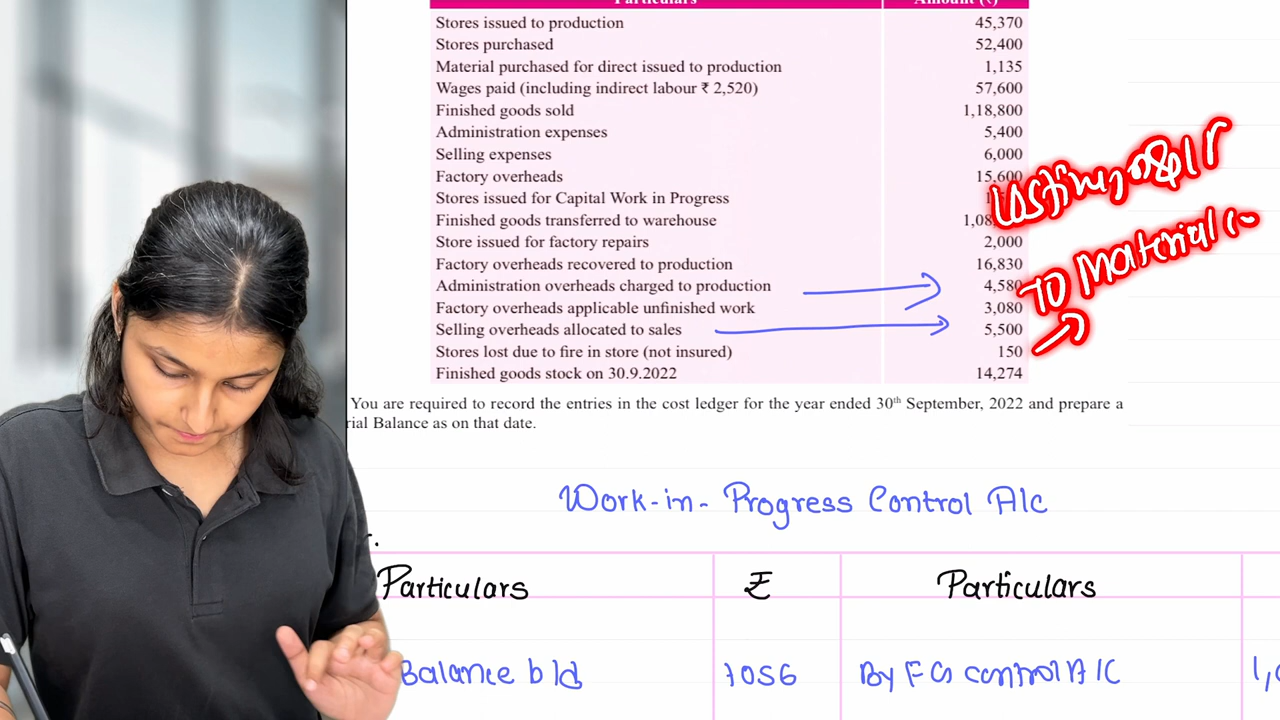 Particulars Amount (₹)
Stores issued to production 45,370
Stores purchased 52,400
Material purchased for direct issued to production 1,135
Wages paid (including indirect labour ₹ 2,520) 57,600
Finished goods sold 1,18,800
Administration expenses 5,400
Selling expenses 6,000
Factory overheads 15,600
Stores issued for Capital Work in Progress
Finished goods transferred to warehouse 1,08
Store issued for factory repairs 2,000
Factory overheads recovered to production 16,830
Administration overheads charged to production 4,580
Factory overheads applicable unfinished work 3,080
Selling overheads allocated to sales 5,500
Stores lost due to fire in store (not insured) 150
Finished goods stock on 30.9.2022 14,274
To Material
You are required to record the entries in the cost ledger for the year ended 30th September, 2022 and prepare a
rial Balance as on that date.
Work-in-Progress Control A/c
Particulars ₹ Particulars
Balance b/d 7056 By FG control A/C 1,0